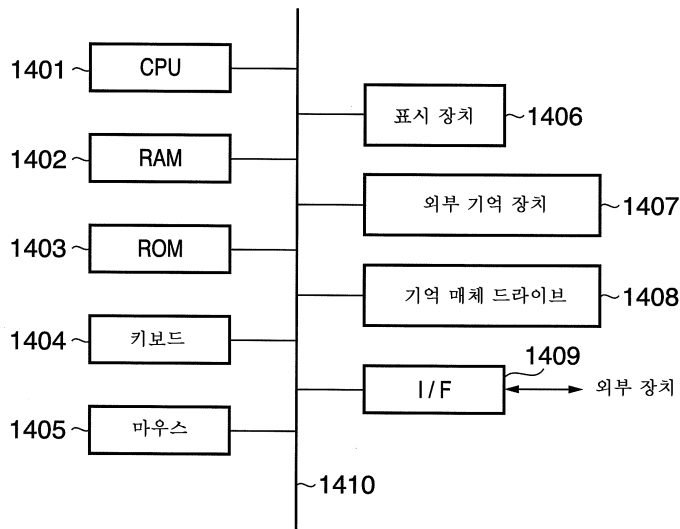 1401 CPU
1402 RAM
1403 ROM
1404 키보드
1405 마우스
표시 장치 1406
외부 기억 장치 1407
기억 매체 드라이브 1408
1409
I/F 외부 장치
1410